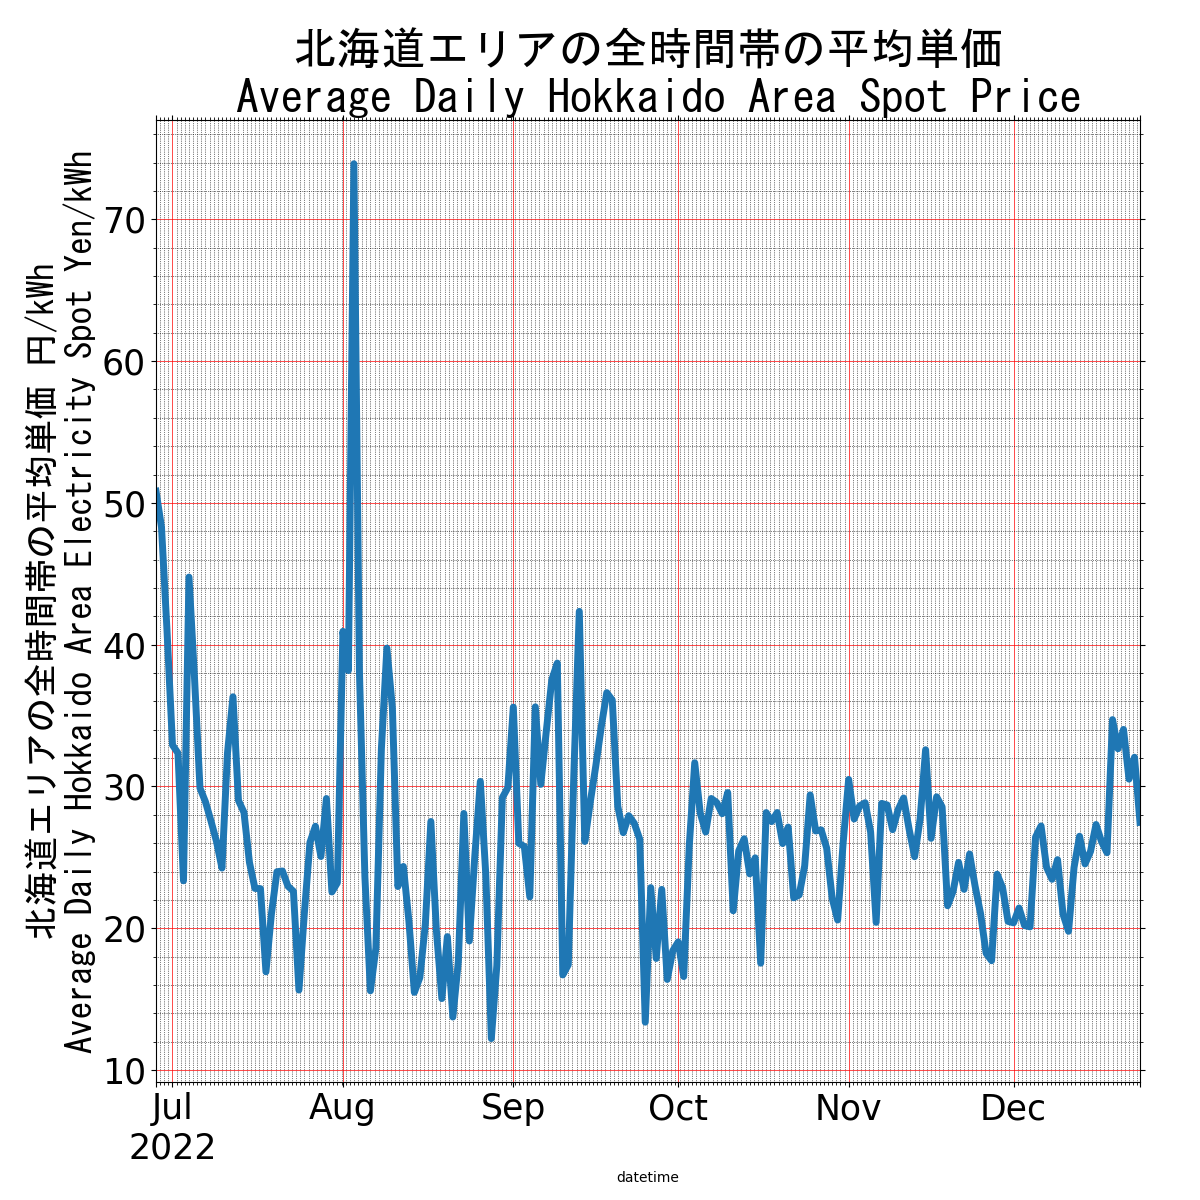 北海道エリアの全時間帯の平均単価
Average Daily Hokkaido Area Spot Price
北海道エリアの全時間帯の平均単価 円/kWh
Average Daily Hokkaido Area Electricity Spot Yen/kWh
70
60
50
40
30
20
10
Jul Aug Sep Oct Nov Dec
2022
datetime